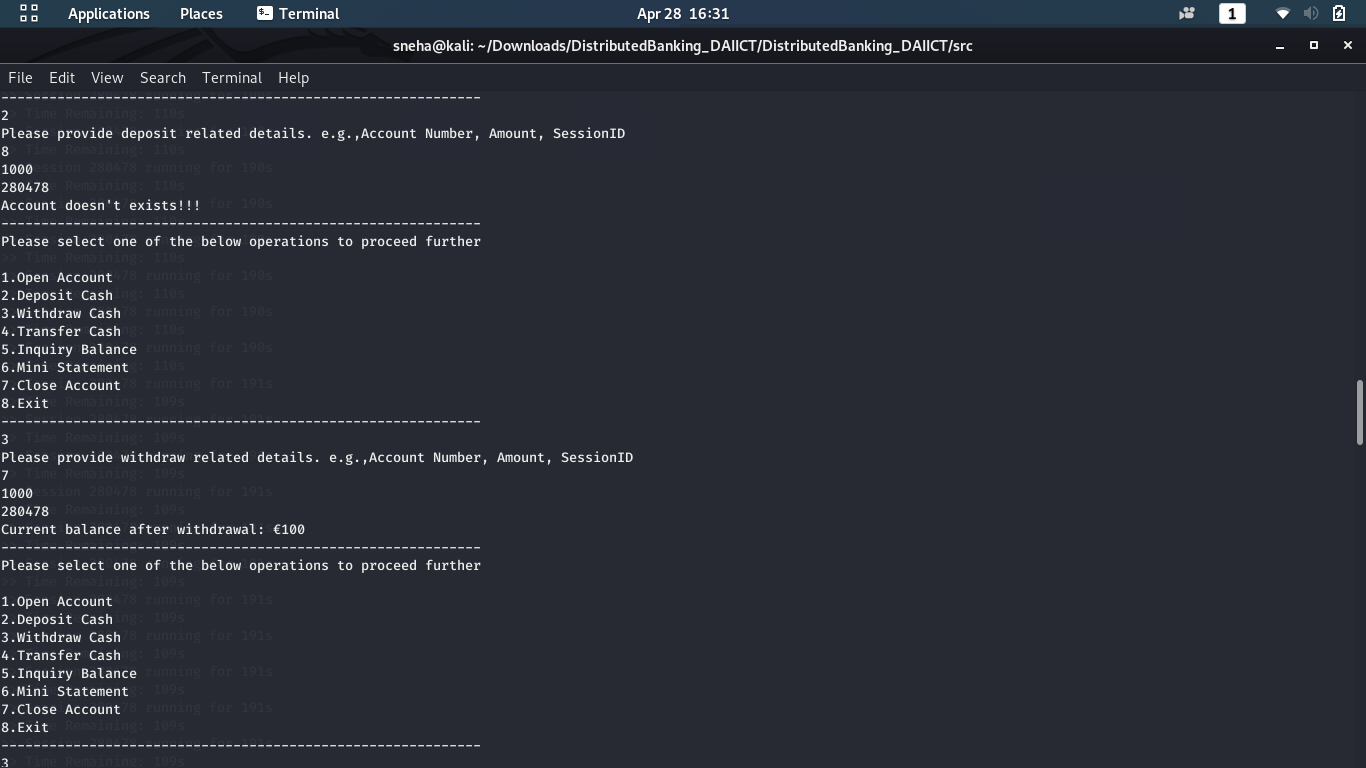 Applications Places Terminal Apr 28 16:31 1
sneha@kali: ~/Downloads/DistributedBanking_DAIICT/DistributedBanking_DAIICT/src
File Edit View Search Terminal Help
------------------------------------------------------------
2
Please provide deposit related details. e.g.,Account Number, Amount, SessionID
8
1000
280478
Account doesn't exists!!!
------------------------------------------------------------
Please select one of the below operations to proceed further
1.Open Account
2.Deposit Cash
3.Withdraw Cash
4.Transfer Cash
5.Inquiry Balance
6.Mini Statement
7.Close Account
8.Exit
------------------------------------------------------------
3
Please provide withdraw related details. e.g.,Account Number, Amount, SessionID
7
1000
280478
Current balance after withdrawal: €100
------------------------------------------------------------
Please select one of the below operations to proceed further
1.Open Account
2.Deposit Cash
3.Withdraw Cash
4.Transfer Cash
5.Inquiry Balance
6.Mini Statement
7.Close Account
8.Exit
------------------------------------------------------------
3